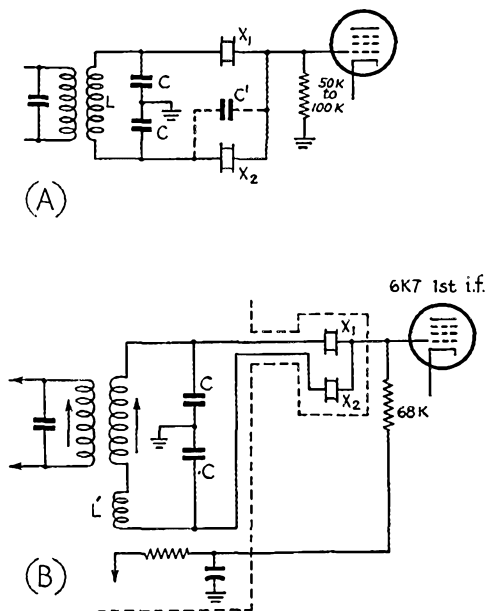 X₁
C
L
C'
C
50K
to
100K
X₂
(A)
6K7 1st i.f.
X₁
C
X₂
68K
C
L'
(B)